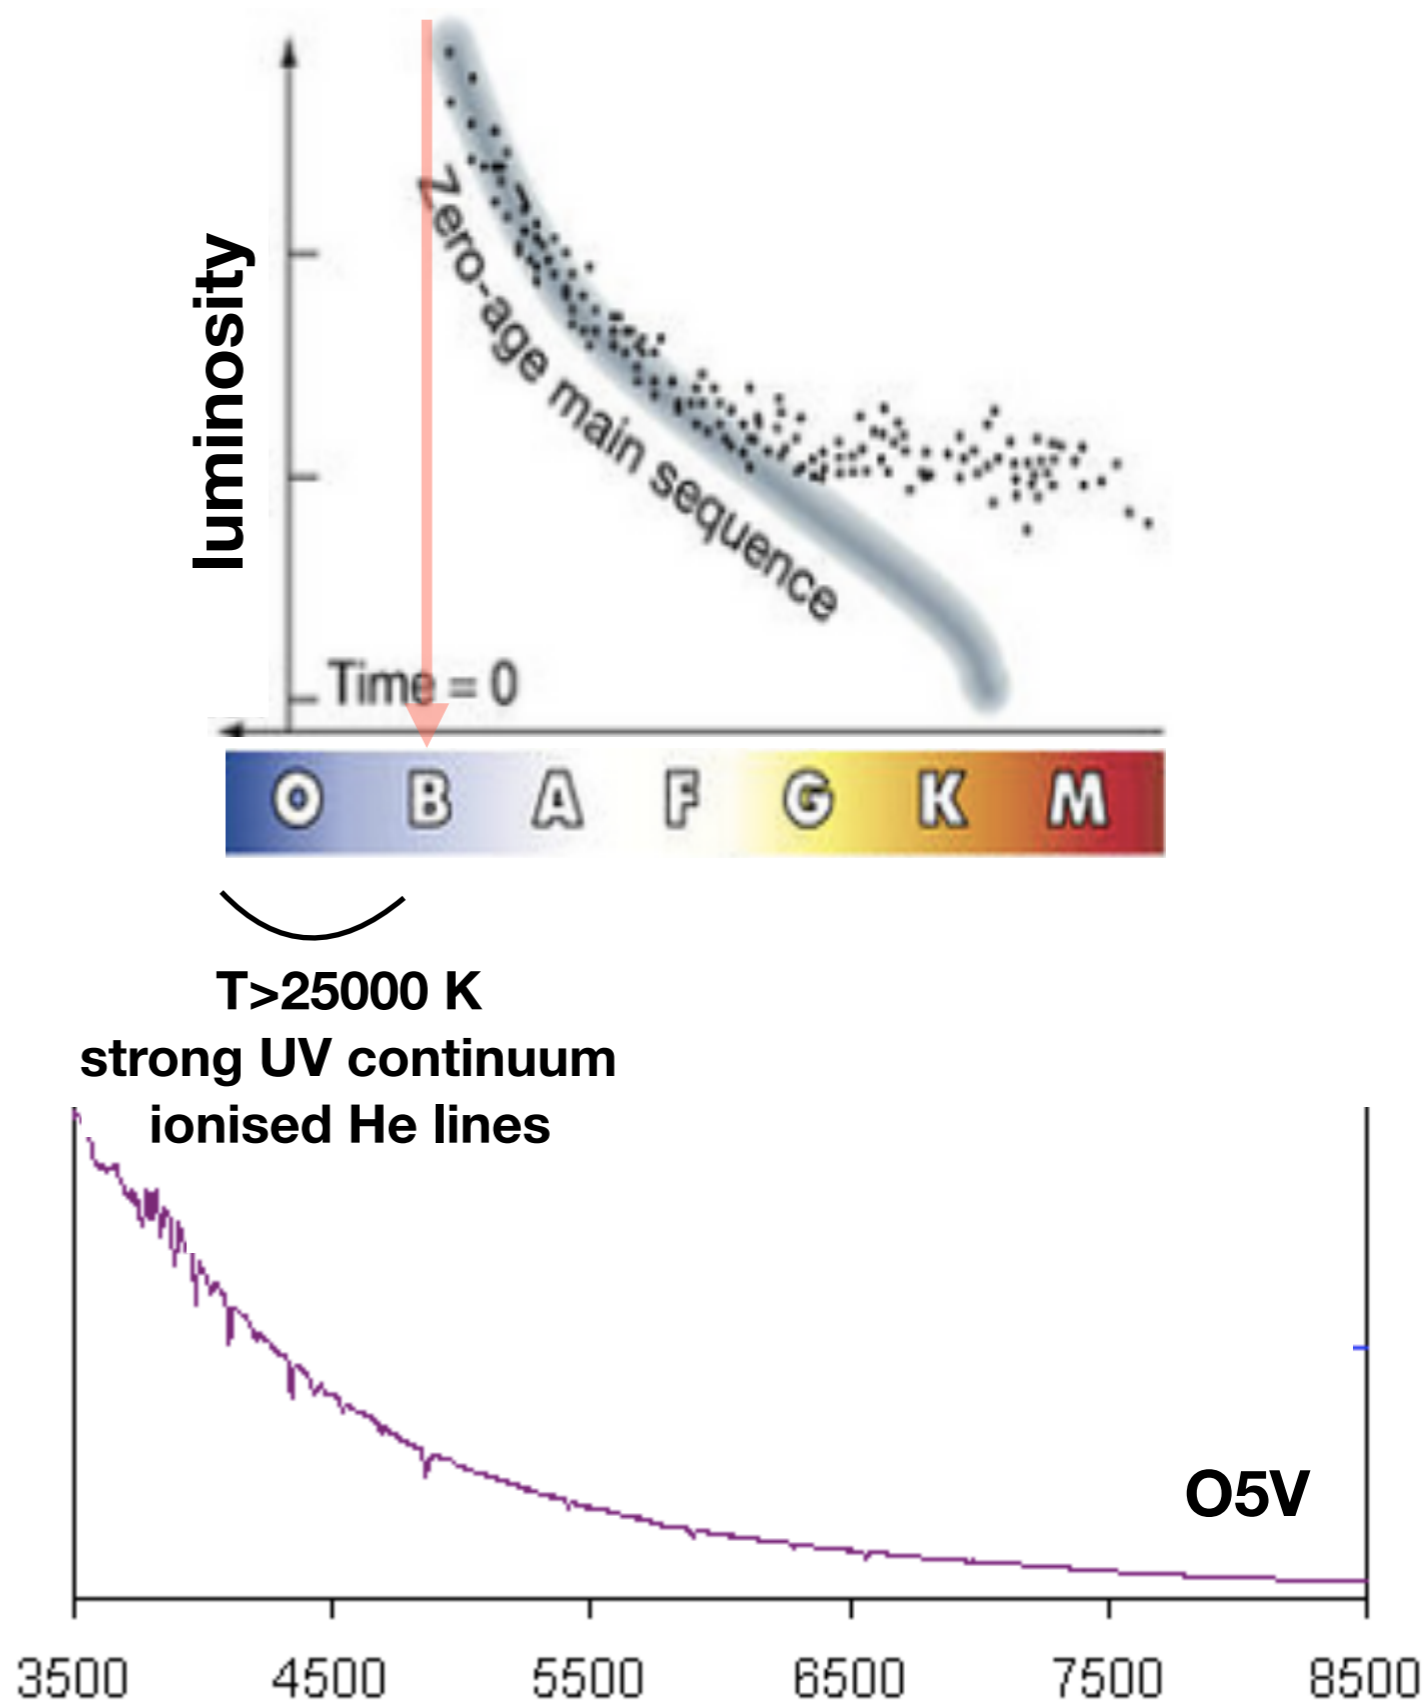 luminosity
Zero-age main sequence
Time = 0
O B A F G K M
T>25000 K
strong UV continuum
ionised He lines
O5V
3500 4500 5500 6500 7500 8500